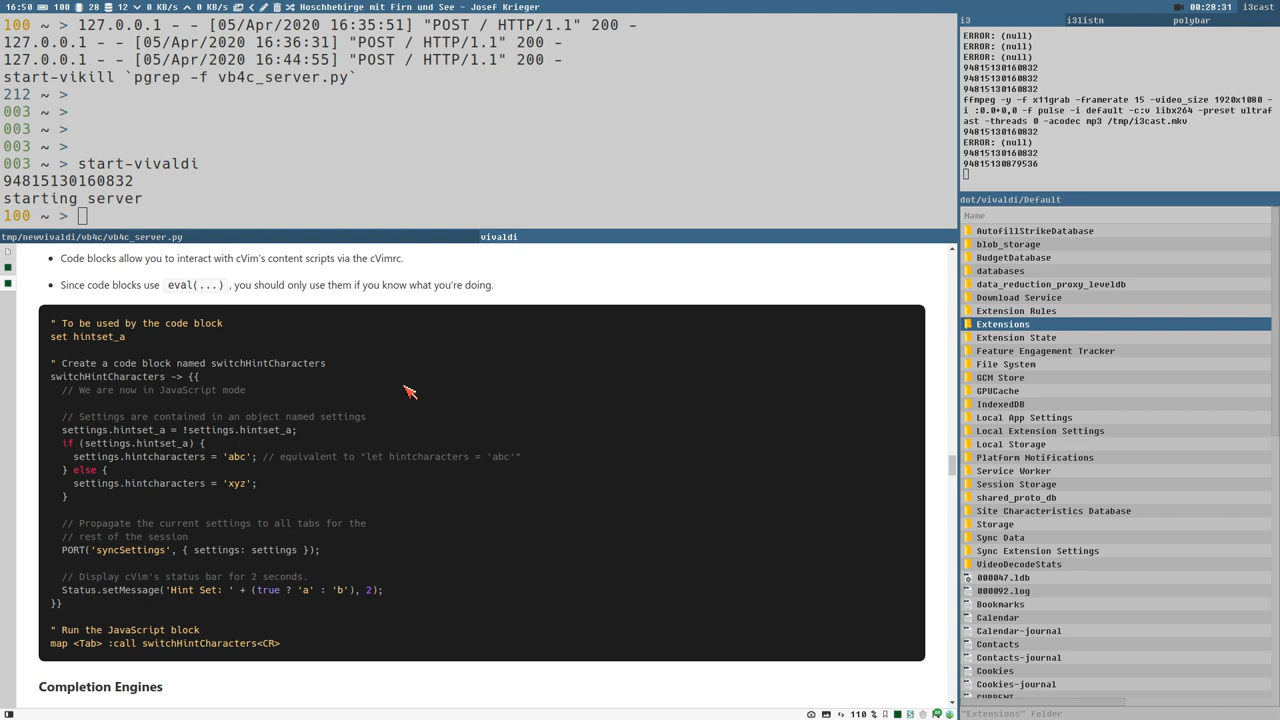 16:50 100 28 0 KB/s 0 KB/s Hoschhebirge mit Firn und See - Josef Krieger 00:28:31 i3cast
100 ~ > 127.0.0.1 - - [05/Apr/2020 16:35:51] "POST / HTTP/1.1" 200 -
127.0.0.1 - - [05/Apr/2020 16:36:31] "POST / HTTP/1.1" 200 -
127.0.0.1 - - [05/Apr/2020 16:44:55] "POST / HTTP/1.1" 200 -
start-vikill `pgrep -f vb4c_server.py`
212 ~ >
003 ~ >
003 ~ >
003 ~ >
003 ~ > start-vivaldi
94815130160832
starting server
100 ~ >
tmp/newvivaldi/vb4c/vb4c_server.py vivaldi
• Code blocks allow you to interact with cVim's content scripts via the cVimrc.
• Since code blocks use eval(...) , you should only use them if you know what you're doing.
" To be used by the code block
set hintset_a
" Create a code block named switchHintCharacters
switchHintCharacters -> {{
// We are now in JavaScript mode
// Settings are contained in an object named settings
settings.hintset_a = !settings.hintset_a;
if (settings.hintset_a) {
settings.hintcharacters = 'abc'; // equivalent to "let hintcharacters = 'abc'"
} else {
settings.hintcharacters = 'xyz';
}
// Propagate the current settings to all tabs for the
// rest of the session
PORT('syncSettings', { settings: settings });
// Display cVim's status bar for 2 seconds.
Status.setMessage('Hint Set: ' + (true ? 'a' : 'b'), 2);
}}
" Run the JavaScript block
map <Tab> :call switchHintCharacters<CR>
Completion Engines
110 %
i3 i3listn polybar
ERROR: (null)
ERROR: (null)
ERROR: (null)
94815130160832
94815130160832
94815130160832
ffmpeg -y -f x11grab -framerate 15 -video_size 1920x1080 -
i :0.0+0,0 -f pulse -i default -c:v libx264 -preset ultraf
ast -threads 0 -acodec mp3 /tmp/i3cast.mkv
94815130160832
ERROR: (null)
94815130160832
94815130879536
dot/vivaldi/Default
Name
AutofillStrikeDatabase
blob_storage
BudgetDatabase
databases
data_reduction_proxy_leveldb
Download Service
Extension Rules
Extensions
Extension State
Feature Engagement Tracker
File System
GCM Store
GPUCache
IndexedDB
Local App Settings
Local Extension Settings
Local Storage
Platform Notifications
Service Worker
Session Storage
shared_proto_db
Site Characteristics Database
Storage
Sync Data
Sync Extension Settings
VideoDecodeStats
000047.ldb
000092.log
Bookmarks
Calendar
Calendar-journal
Contacts
Contacts-journal
Cookies
Cookies-journal
CURRENT
"Extensions" folder